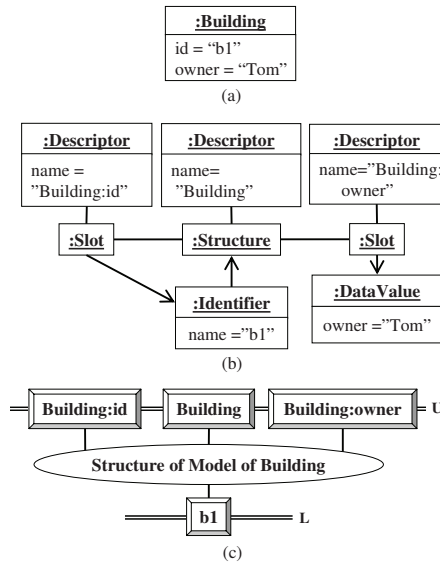 :Building
id = “b1”
owner = “Tom”
(a)
:Descriptor
name =
”Building:id”
:Descriptor
name=
”Building”
:Descriptor
name=”Building:
owner”
:Slot
:Structure
:Slot
:Identifier
name =”b1”
:DataValue
owner =”Tom”
(b)
Building:id
Building
Building:owner
U
Structure of Model of Building
b1
L
(c)